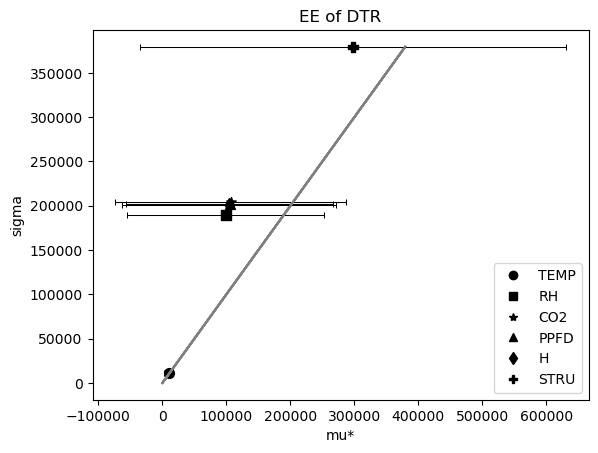 EE of DTR
sigma
350000
300000
250000
200000
150000
100000
50000
0
TEMP
RH
CO2
PPFD
H
STRU
−100000 0 100000 200000 300000 400000 500000 600000
mu*